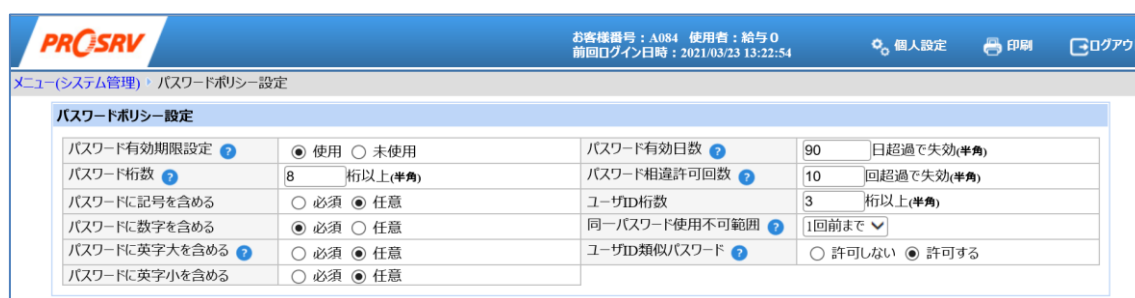 PROSRV
お客様番号：A084 使用者：給与０
前回ログイン日時：2021/03/23 13:22:54
個人設定
印刷
ログアウ
メニュー(システム管理) パスワードポリシー設定
パスワードポリシー設定
パスワード有効期限設定 ? 使用 未使用 パスワード有効日数 ? 90 日超過で失効(半角)
パスワード桁数 ? 8 桁以上(半角) パスワード相違許可回数 ? 10 回超過で失効(半角)
パスワードに記号を含める 必須 任意 ユーザID桁数 3 桁以上(半角)
パスワードに数字を含める 必須 任意 同一パスワード使用不可範囲 ? 1回前まで
パスワードに英字大を含める ? 必須 任意 ユーザID類似パスワード ? 許可しない 許可する
パスワードに英字小を含める 必須 任意